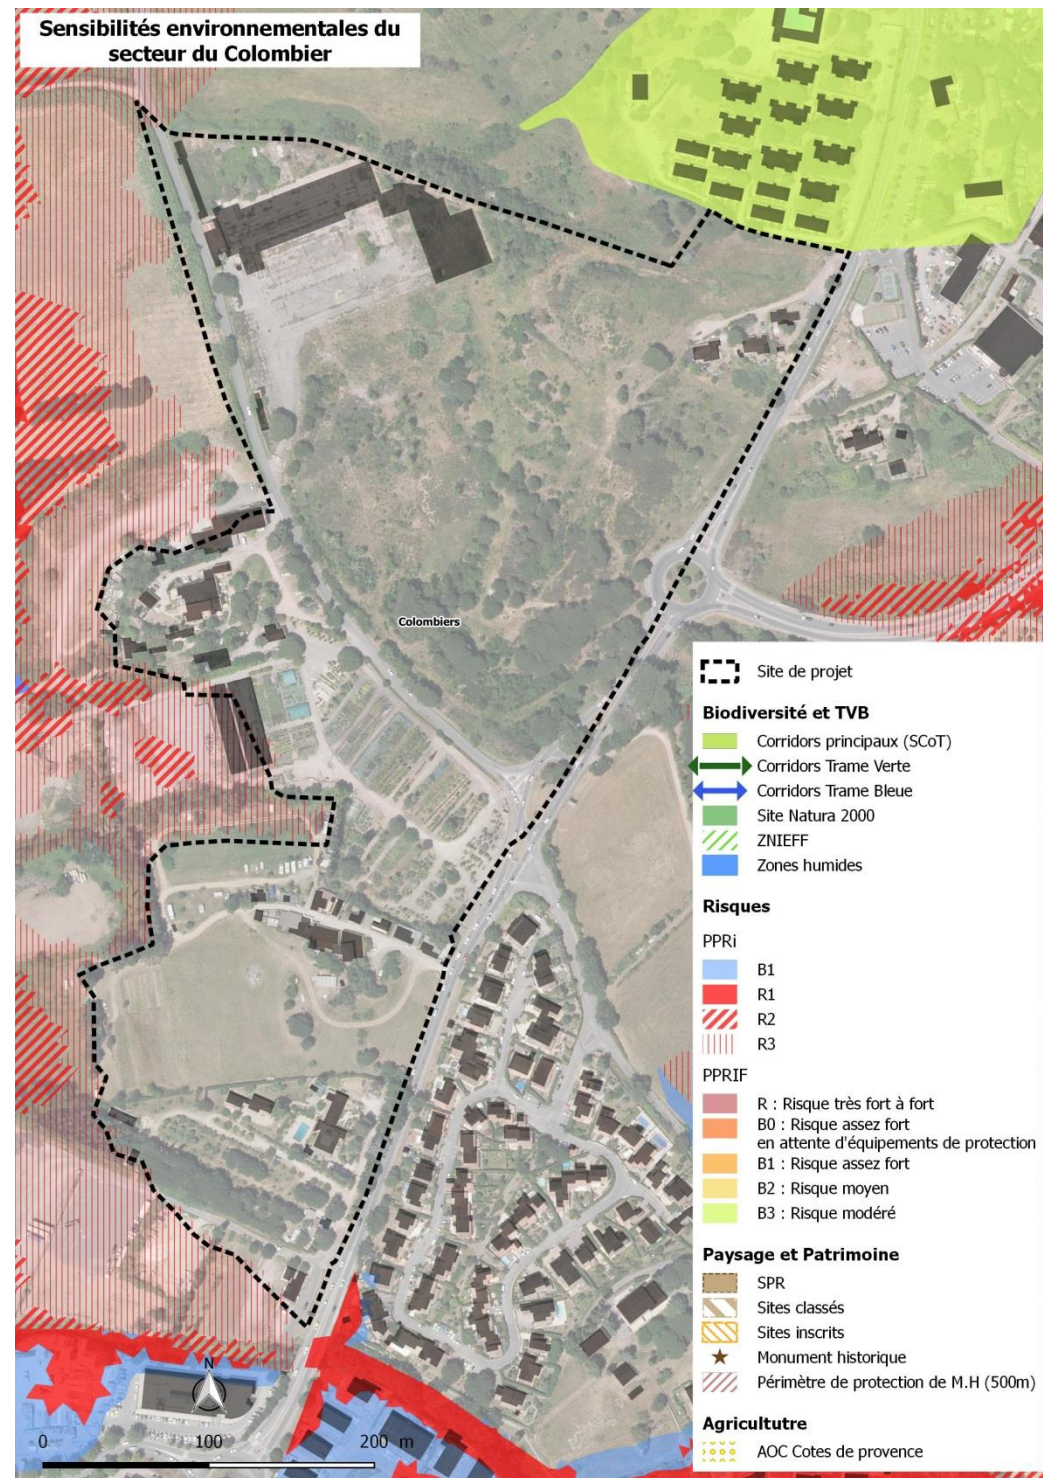 Sensibilités environnementales du
secteur du Colombier
Colombiers
Site de projet
Biodiversité et TVB
Corridors principaux (SCoT)
Corridors Trame Verte
Corridors Trame Bleue
Site Natura 2000
ZNIEFF
Zones humides
Risques
PPRi
B1
R1
R2
R3
PPRIF
R : Risque très fort à fort
B0 : Risque assez fort
en attente d'équipements de protection
B1 : Risque assez fort
B2 : Risque moyen
B3 : Risque modéré
Paysage et Patrimoine
SPR
Sites classés
Sites inscrits
Monument historique
Périmètre de protection de M.H (500m)
Agricultutre
AOC Cotes de provence
N
0 100 200 m